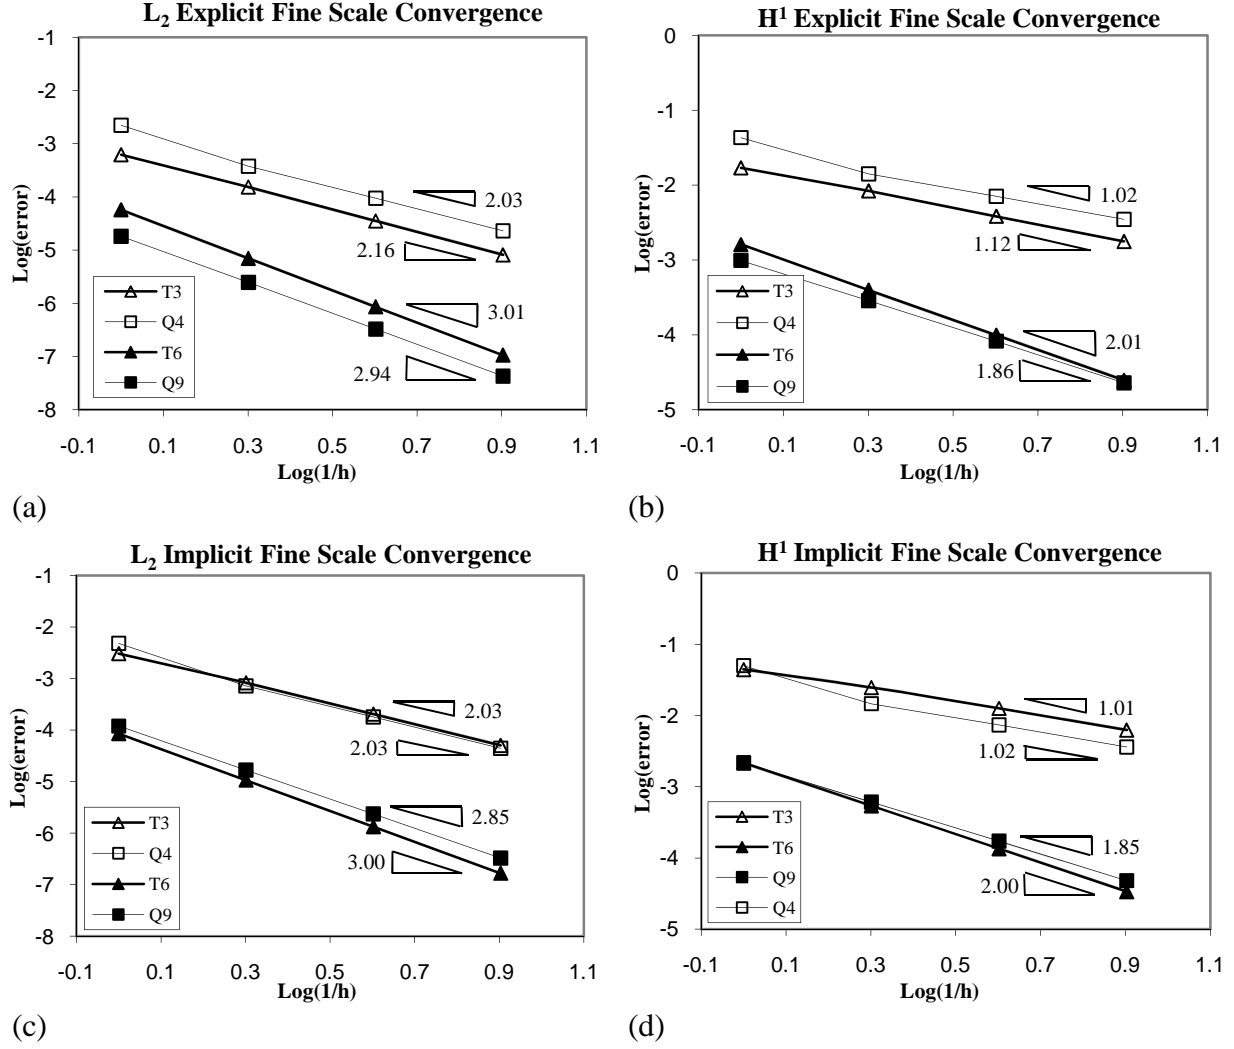 L2 Explicit Fine Scale Convergence
-1
-2
-3
-4
-5
-6
-7
-8
Log(error)
2.03
2.16
3.01
2.94
T3
Q4
T6
Q9
-0.1 0.1 0.3 0.5 0.7 0.9 1.1
Log(1/h)
(a)
H1 Explicit Fine Scale Convergence
0
-1
-2
-3
-4
-5
Log(error)
1.02
1.12
2.01
1.86
T3
Q4
T6
Q9
-0.1 0.1 0.3 0.5 0.7 0.9 1.1
Log(1/h)
(b)
L2 Implicit Fine Scale Convergence
-1
-2
-3
-4
-5
-6
-7
-8
Log(error)
2.03
2.03
2.85
3.00
T3
Q4
T6
Q9
-0.1 0.1 0.3 0.5 0.7 0.9 1.1
Log(1/h)
(c)
H1 Implicit Fine Scale Convergence
0
-1
-2
-3
-4
-5
Log(error)
1.01
1.02
1.85
2.00
T3
T6
Q9
Q4
-0.1 0.1 0.3 0.5 0.7 0.9 1.1
Log(1/h)
(d)